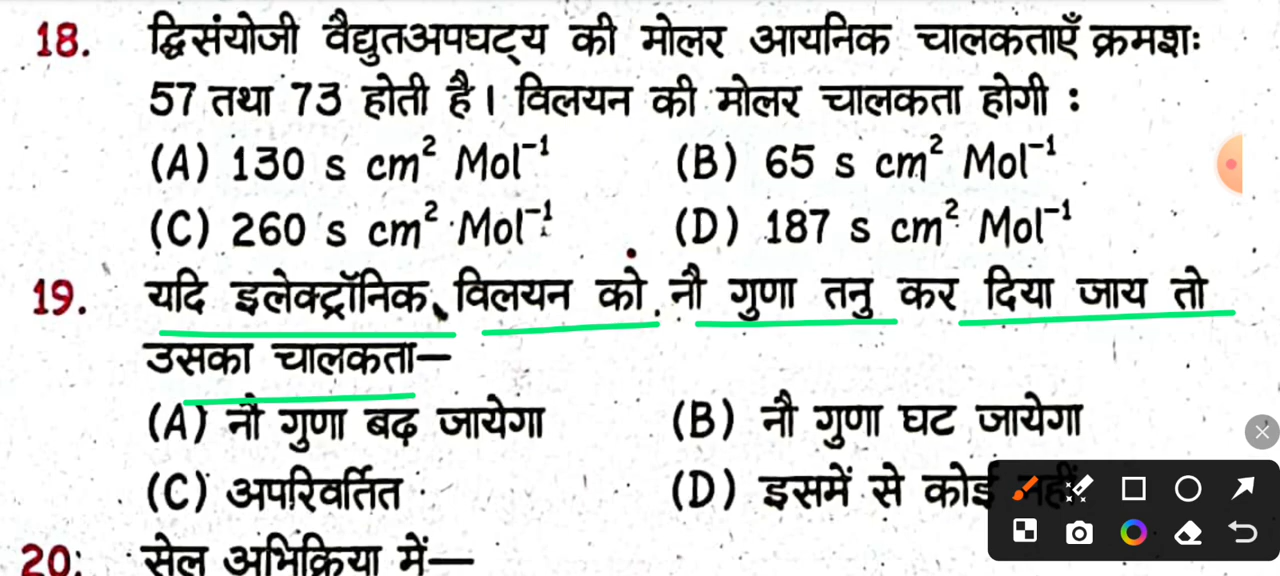 18. द्विसंयोजी वैद्युतअपघट्य की मोलर आयनिक चालकताएँ क्रमशः
57 तथा 73 होती है। विलयन की मोलर चालकता होगी :
(A) 130 s cm² Mol⁻¹ (B) 65 s cm² Mol⁻¹
(C) 260 s cm² Mol⁻¹ (D) 187 s cm² Mol⁻¹
19. यदि इलेक्ट्रॉनिक विलयन को नौ गुणा तनु कर दिया जाय तो
उसका चालकता—
(A) नौ गुणा बढ़ जायेगा (B) नौ गुणा घट जायेगा
(C) अपरिवर्तित (D) इसमें से कोई नहीं
20. सेल अभिक्रिया में—